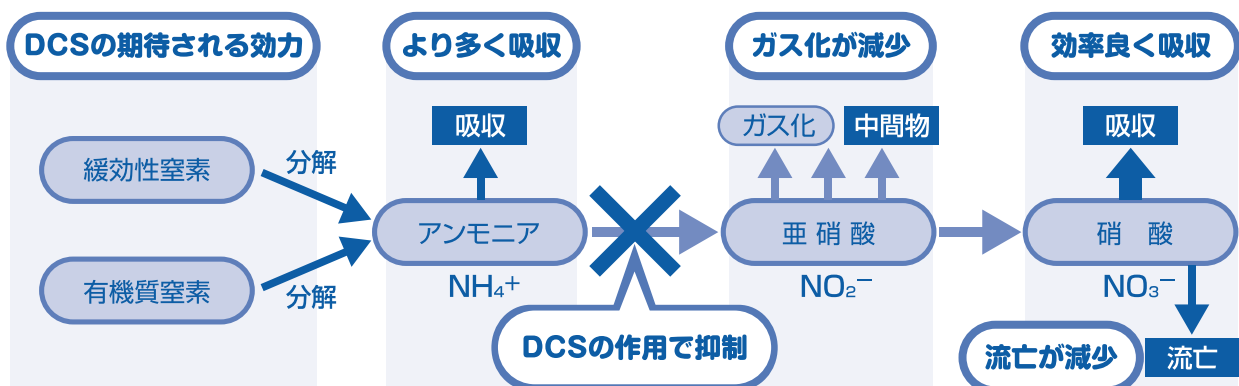 DCSの期待される効力
より多く吸収
ガス化が減少
効率良く吸収
吸収
ガス化
中間物
吸収
緩効性窒素
分解
アンモニア
亜硝酸
硝 酸
有機質窒素
分解
NH₄⁺
NO₂⁻
NO₃⁻
DCSの作用で抑制
流亡が減少
流亡